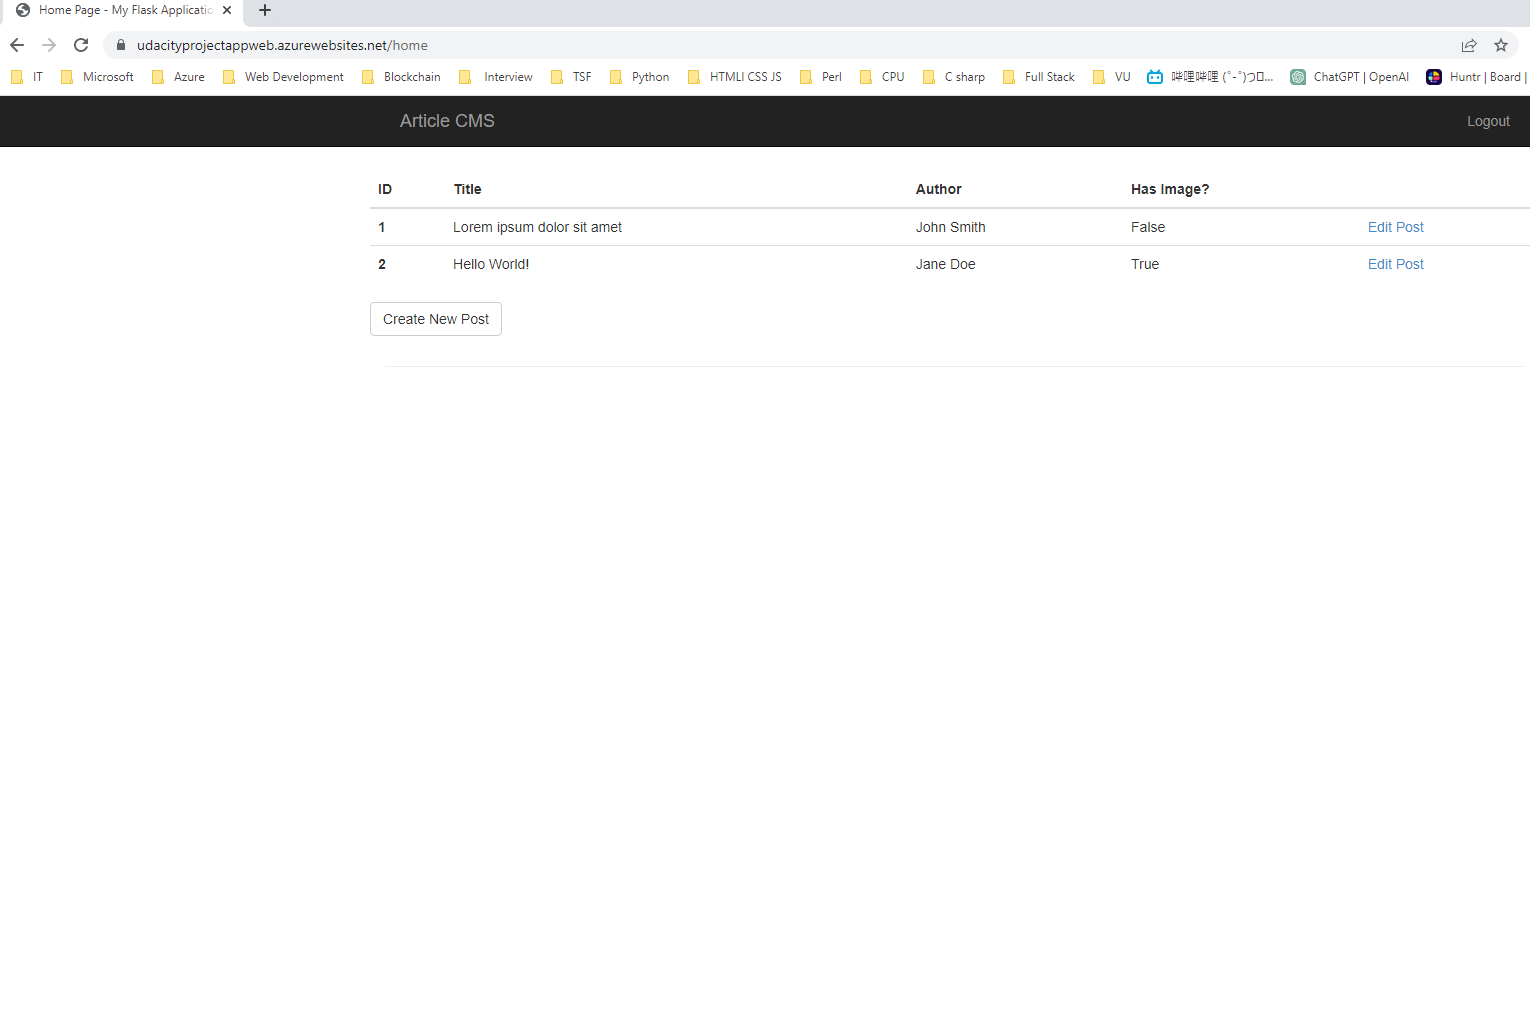 Home Page - My Flask Applicatio
udacityprojectappweb.azurewebsites.net/home
IT Microsoft Azure Web Development Blockchain Interview TSF Python HTMLI CSS JS Perl CPU C sharp Full Stack VU 哔哩哔哩 (゜-゜)つロ... ChatGPT | OpenAI Huntr | Board |
Article CMS Logout
ID Title Author Has Image?
1 Lorem ipsum dolor sit amet John Smith False Edit Post
2 Hello World! Jane Doe True Edit Post
Create New Post